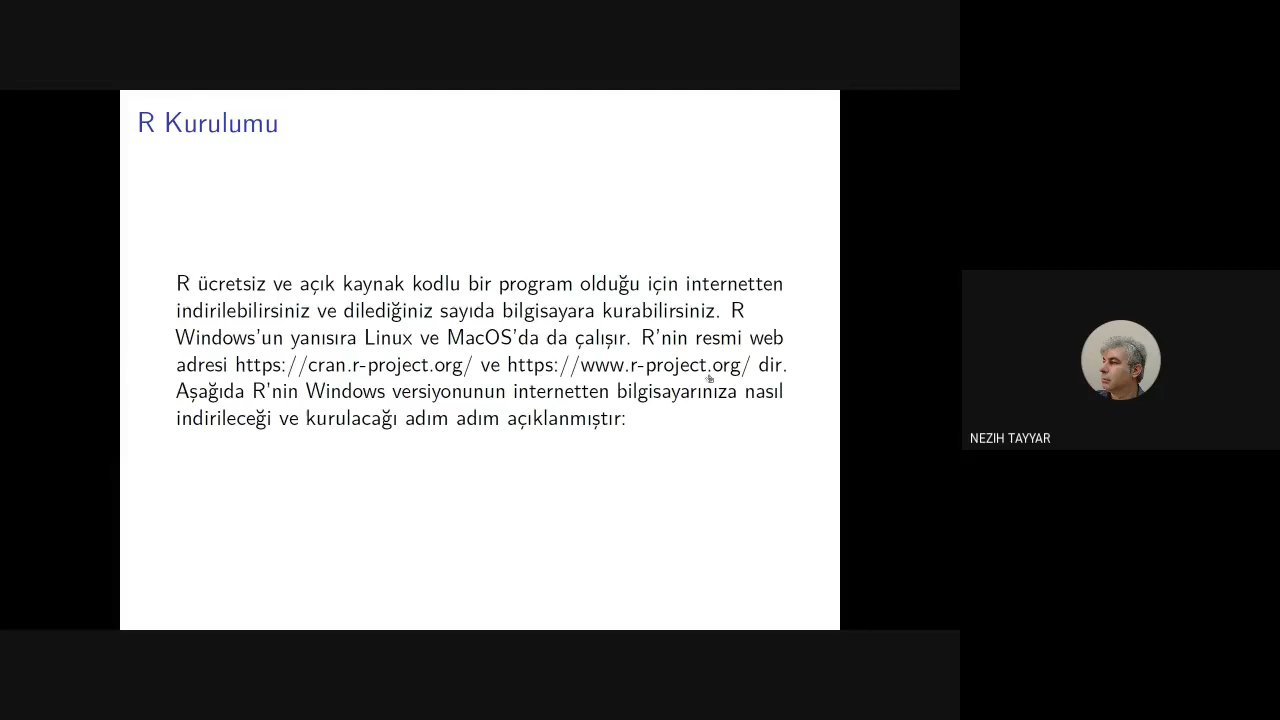 R Kurulumu
R ücretsiz ve açık kaynak kodlu bir program olduğu için internetten
indirilebilirsiniz ve dilediğiniz sayıda bilgisayara kurabilirsiniz. R
Windows'un yanısıra Linux ve MacOS'da da çalışır. R'nin resmi web
adresi https://cran.r-project.org/ ve https://www.r-project.org/ dir.
Aşağıda R'nin Windows versiyonunun internetten bilgisayarınıza nasıl
indirileceği ve kurulacağı adım adım açıklanmıştır:
NEZIH TAYYAR